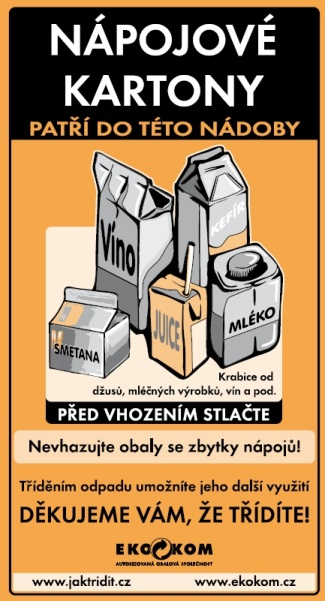 NÁPOJOVÉ
KARTONY
PATŘÍ DO TÉTO NÁDOBY
Víno
KEFÍR
SMETANA
JUICE
MLÉKO
Krabice od
džusů, mléčných výrobků, vín a pod.
PŘED VHOZENÍM STLAČTE
Nevhazujte obaly se zbytky nápojů!
Tříděním odpadu umožníte jeho další využití
DĚKUJEME VÁM, ŽE TŘÍDÍTE!
EKO KOM
AUTORIZOVANÁ OBALOVÁ SPOLEČNOST
www.jaktridit.cz www.ekokom.cz